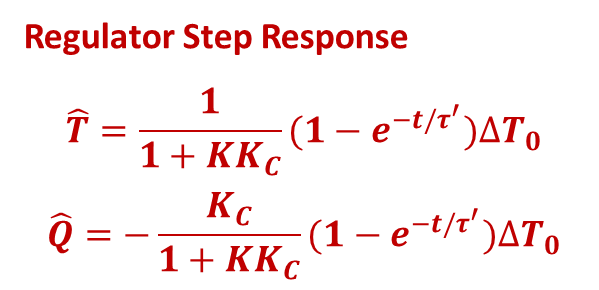 Regulator Step Response
T̂ = 1 / (1 + KK_C) (1 − e^{−t/τ′})ΔT_0
Q̂ = − K_C / (1 + KK_C) (1 − e^{−t/τ′})ΔT_0